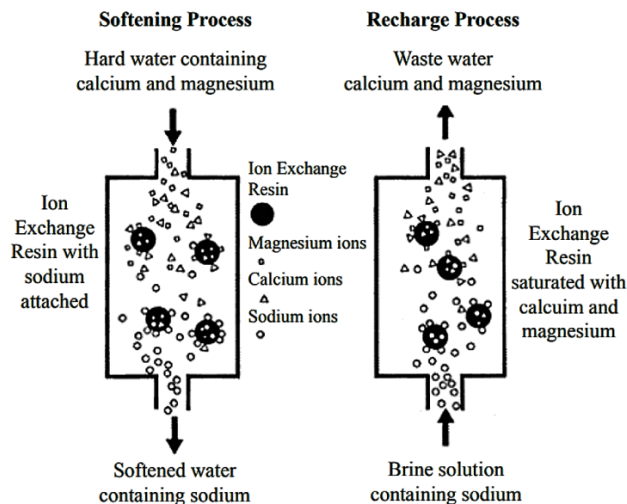 Softening Process
Hard water containing
calcium and magnesium
Ion
Exchange
Resin with
sodium
attached
Softened water
containing sodium
Ion Exchange
Resin
Magnesium ions
Calcium ions
Sodium ions
Recharge Process
Waste water
calcium and magnesium
Ion
Exchange
Resin
saturated with
calcuim and
magnesium
Brine solution
containing sodium